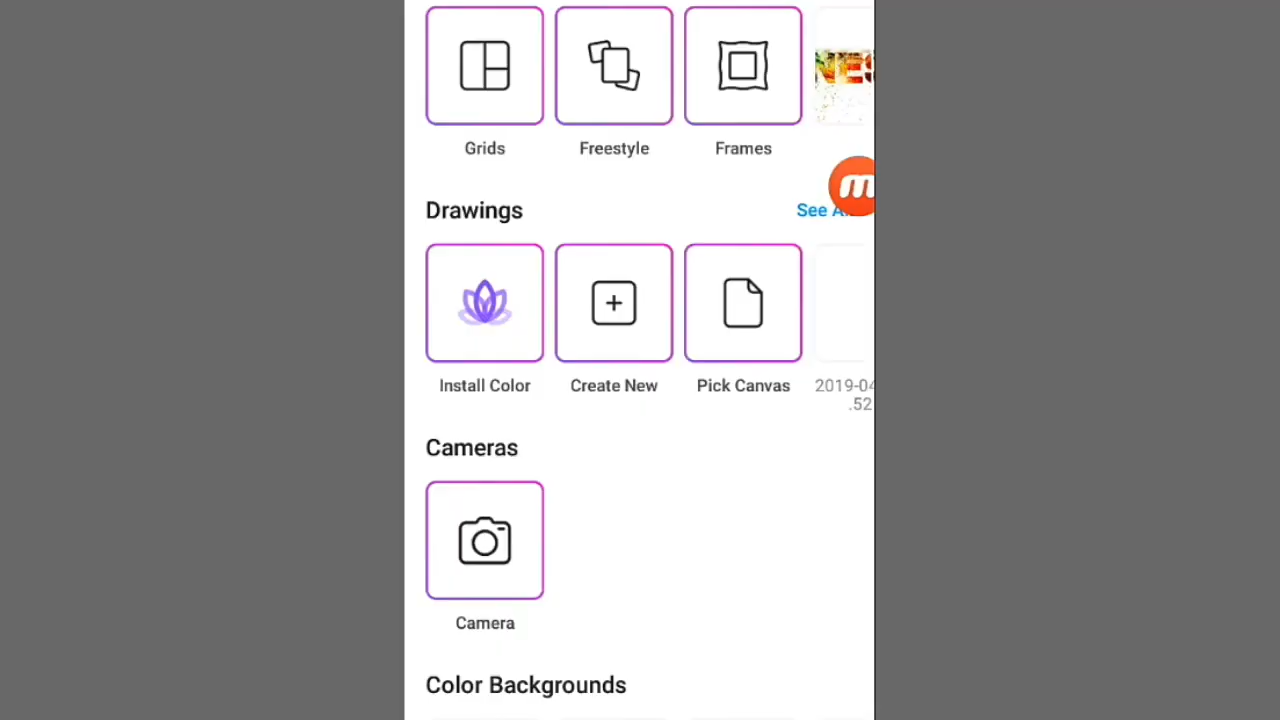 Grids Freestyle Frames
Drawings See
Install Color Create New Pick Canvas 2019-04
.52
Cameras
Camera
Color Backgrounds